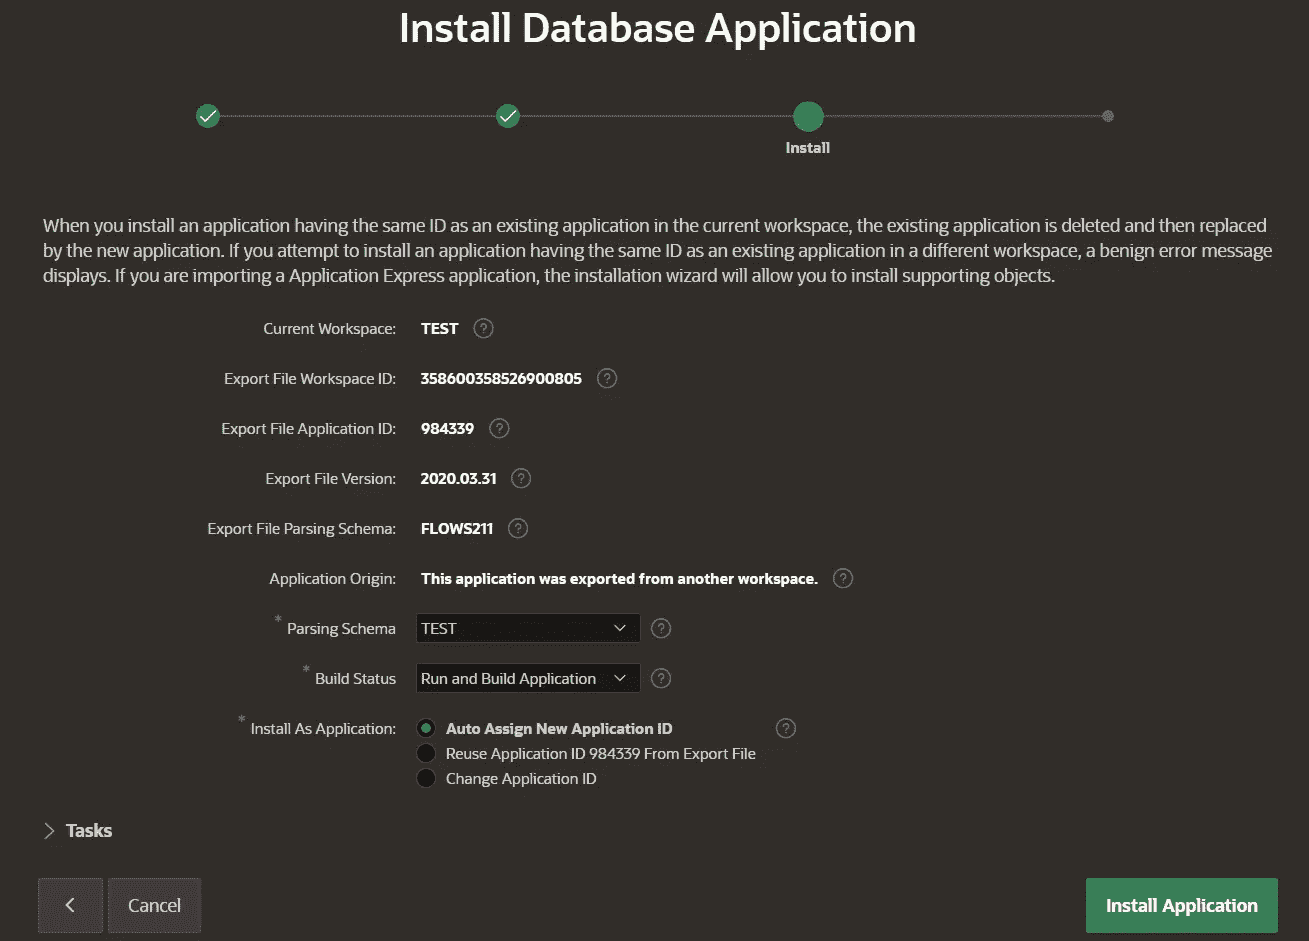 Install Database Application
Install
When you install an application having the same ID as an existing application in the current workspace, the existing application is deleted and then replaced
by the new application. If you attempt to install an application having the same ID as an existing application in a different workspace, a benign error message
displays. If you are importing a Application Express application, the installation wizard will allow you to install supporting objects.
Current Workspace: TEST ?
Export File Workspace ID: 358600358526900805 ?
Export File Application ID: 984339 ?
Export File Version: 2020.03.31 ?
Export File Parsing Schema: FLOWS211 ?
Application Origin: This application was exported from another workspace. ?
* Parsing Schema TEST ?
* Build Status Run and Build Application ?
* Install As Application: Auto Assign New Application ID ?
Reuse Application ID 984339 From Export File
Change Application ID
Tasks
Cancel Install Application